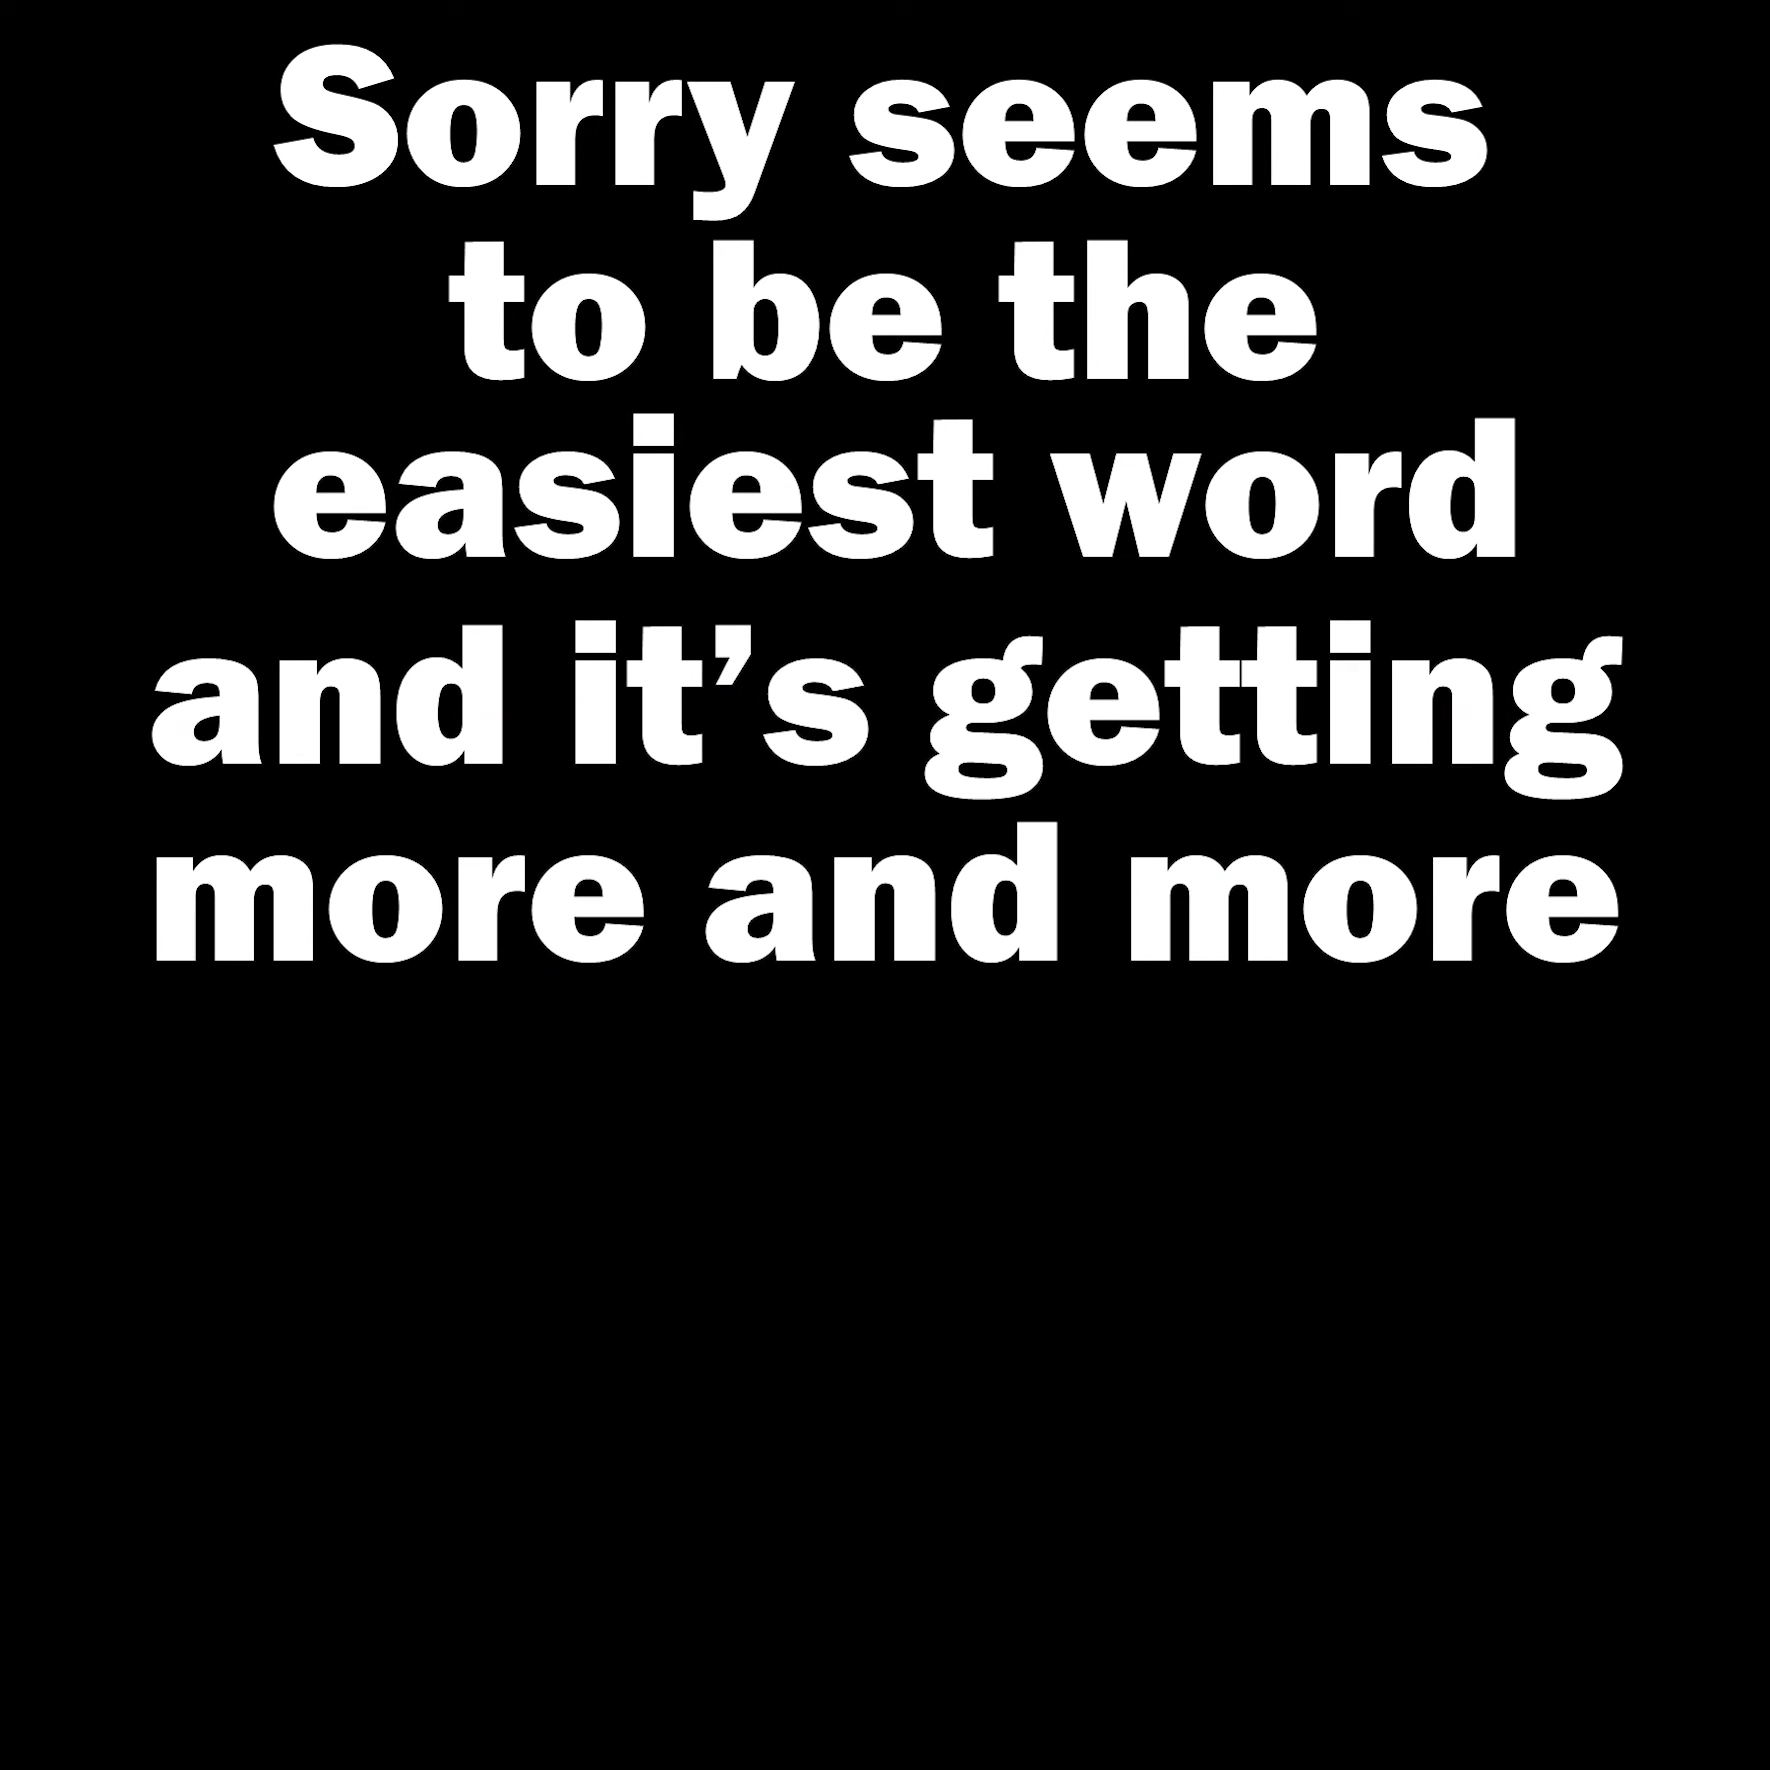 Sorry seems
to be the
easiest word
and it’s getting
more and more